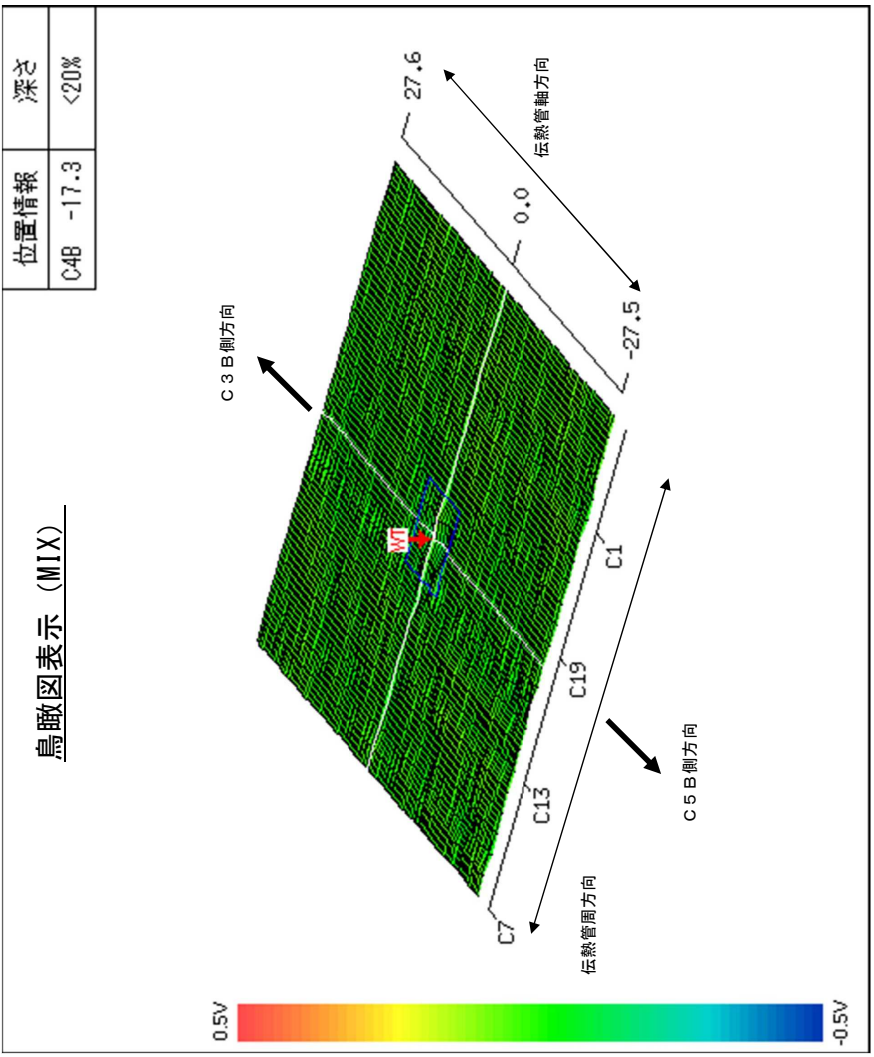 鳥瞰図表示 (MIX)
位置情報 深さ
C4B -17.3 <20%
C3B側方向
WT
27.6
0.0
-27.5
伝熱管軸方向
C7
C13
C19
C1
伝熱管周方向
C5B側方向
0.5V
-0.5V